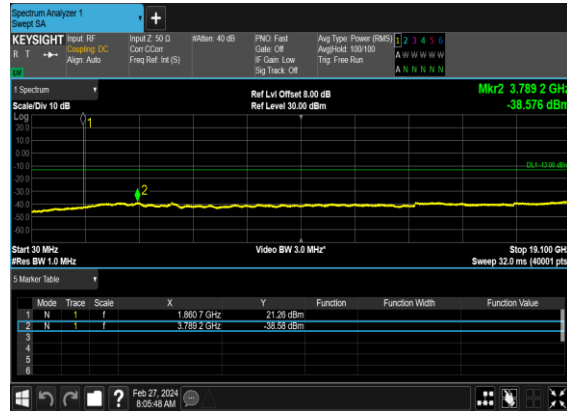 Spectrum Analyzer 1
Swept SA
+
KEYSIGHT Input: RF Input Z: 50 Ω #Atten: 40 dB PNO: Fast Avg Type: Power (RMS) 1 2 3 4 5 6
R T Coupling: DC Corr CCorr Gate: Off Avg|Hold: 100/100 A W W W W W
Align: Auto Freq Ref: Int (S) IF Gain: Low Trig: Free Run
Sig Track: Off A N N N N N
1 Spectrum Ref Lvl Offset 8.00 dB Mkr2 3.789 2 GHz
Scale/Div 10 dB Ref Level 30.00 dBm -38.576 dBm
Log
1
20.0
10.0
0.00
-10.0
DL1 -13.00 dBm
-20.0
-30.0
2
-40.0
-50.0
-60.0
Start 30 MHz Video BW 3.0 MHz* Stop 19.100 GHz
#Res BW 1.0 MHz Sweep 32.0 ms (40001 pts
5 Marker Table
Mode Trace Scale X Y Function Function Width Function Value
1 N 1 f 1.860 7 GHz 21.26 dBm
2 N 1 f 3.789 2 GHz -38.58 dBm
3
4
5
6
? Feb 27, 2024
8:05:48 AM